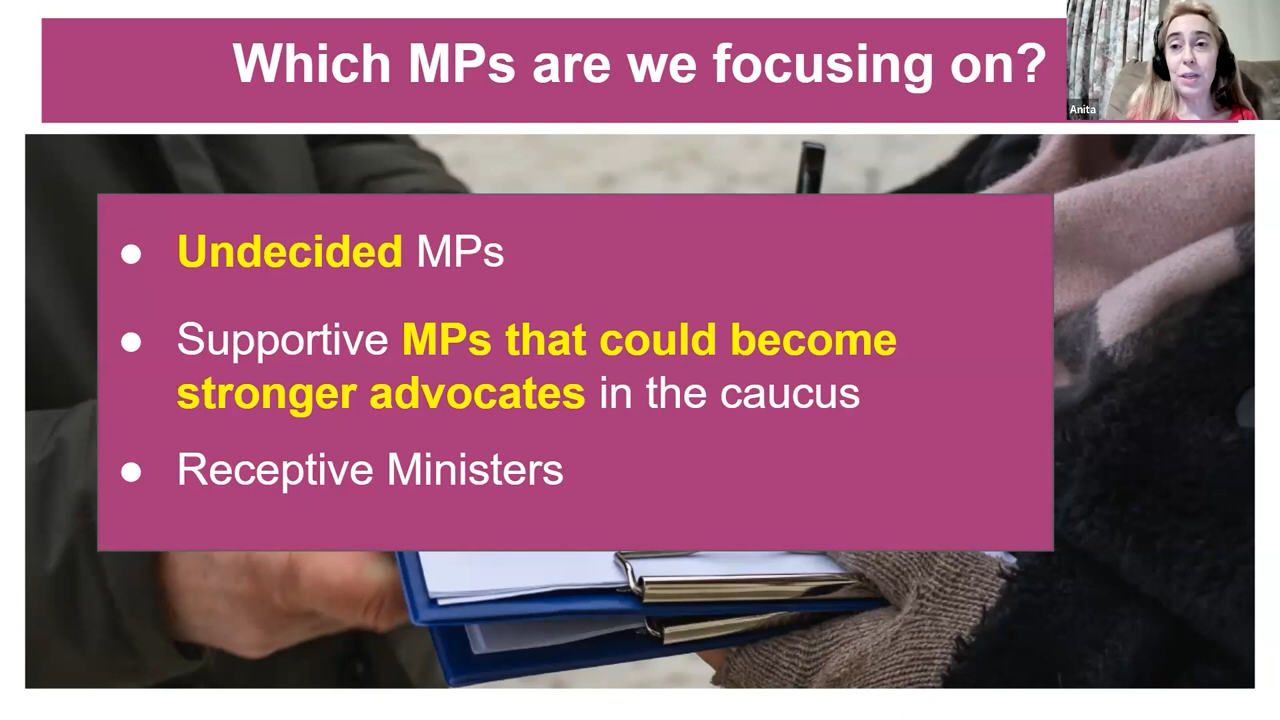 Which MPs are we focusing on?
Anita
● Undecided MPs
● Supportive MPs that could become
stronger advocates in the caucus
● Receptive Ministers